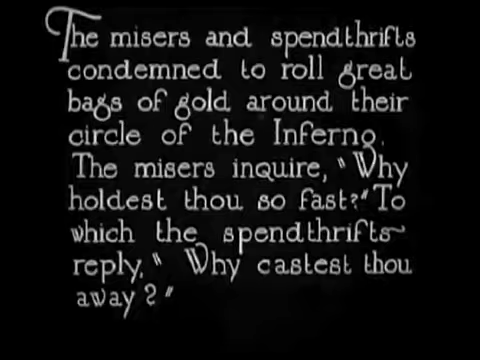 The misers and spendthrifts
condemned to roll great
bags of gold around their
circle of the Inferno.
The misers inquire, "Why
holdest thou so fast?" To
which the spendthrifts~
reply, " Why castest thou
away ? "